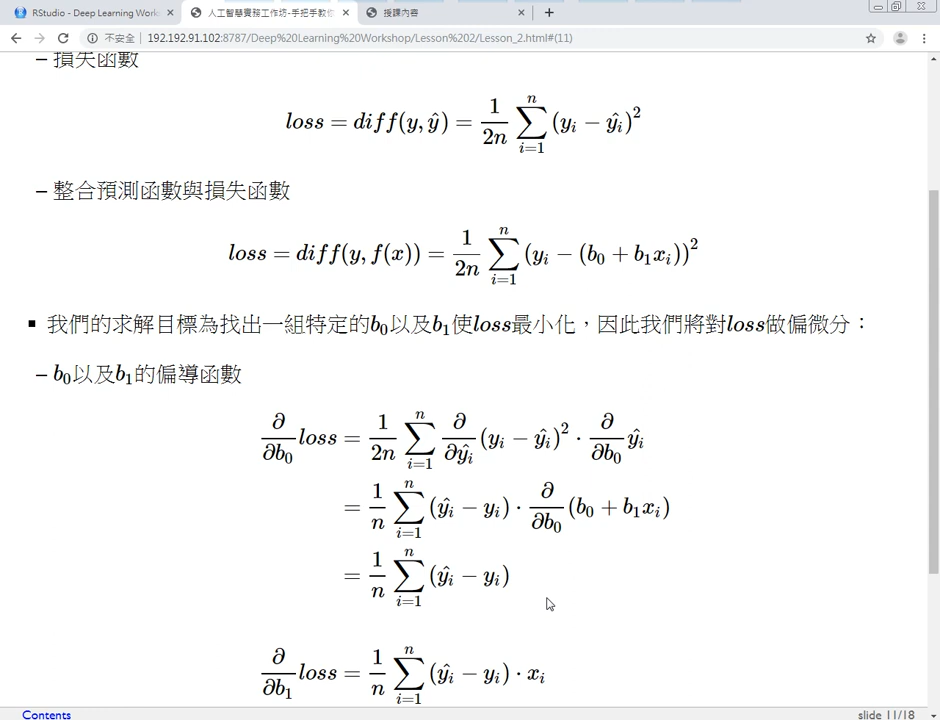 RStudio - Deep Learning Work
人工智慧實務工作坊-手把手教你
授課內容
不安全 192.192.91.102:8787/Deep%20Learning%20Workshop/Lesson%202/Lesson_2.html#(11)
– 損失函數
loss = diff(y, ŷ) = 1/2n ∑_{i=1}^{n} (y_i − ŷ_i)^2
– 整合預測函數與損失函數
loss = diff(y, f(x)) = 1/2n ∑_{i=1}^{n} (y_i − (b_0 + b_1x_i))^2
▪ 我們的求解目標為找出一組特定的b_0以及b_1使loss最小化，因此我們將對loss做偏微分：
– b_0以及b_1的偏導函數
∂/∂b_0 loss = 1/2n ∑_{i=1}^{n} ∂/∂ŷ_i (y_i − ŷ_i)^2 · ∂/∂b_0 ŷ_i
= 1/n ∑_{i=1}^{n} (ŷ_i − y_i) · ∂/∂b_0 (b_0 + b_1x_i)
= 1/n ∑_{i=1}^{n} (ŷ_i − y_i)
∂/∂b_1 loss = 1/n ∑_{i=1}^{n} (ŷ_i − y_i) · x_i
Contents
slide 11/18